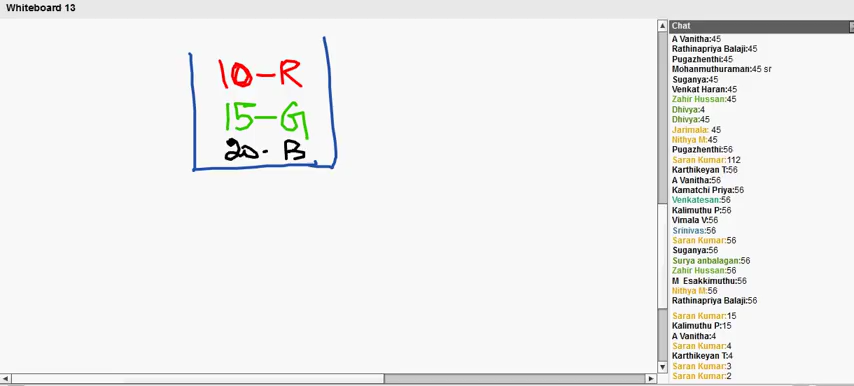 Whiteboard 13
10-R
15-G
20. B
Chat
A Vanitha:45
Rathinapriya Balaji:45
Pugazhenthi:45
Mohanmuthuraman:45 sr
Suganya:45
Venkat Haran:45
Zahir Hussan:45
Dhivya:4
Dhivya:45
Jarimala: 45
Nithya M:45
Pugazhenthi:56
Saran Kumar:112
Karthikeyan T:56
A Vanitha:56
Kamatchi Priya:56
Venkatesan:56
Kalimuthu P:56
Vimala V:56
Srinivas:56
Saran Kumar:56
Suganya:56
Surya anbalagan:56
Zahir Hussan:56
M Esakkimuthu:56
Nithya M:56
Rathinapriya Balaji:56
Saran Kumar:15
Kalimuthu P:15
A Vanitha:4
Saran Kumar:4
Karthikeyan T:4
Saran Kumar:3
Saran Kumar:2